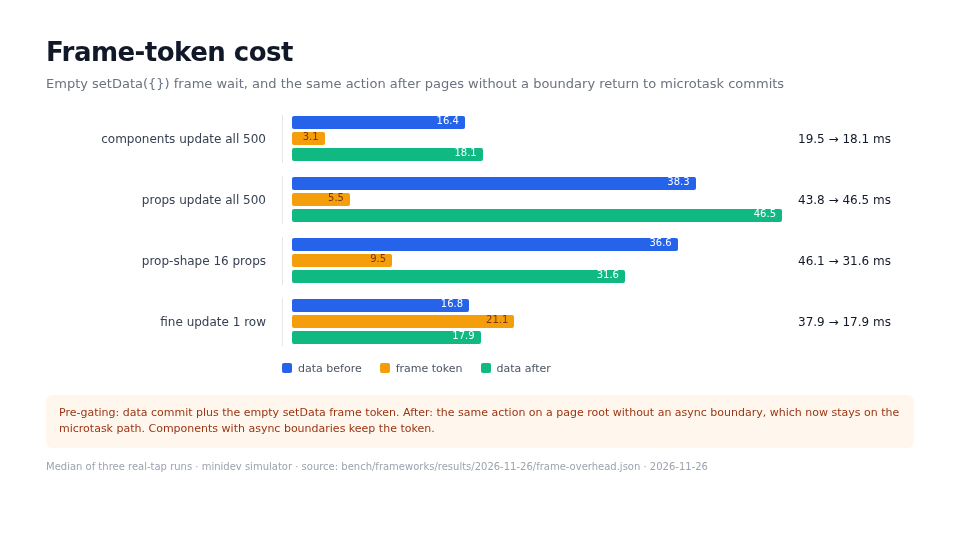 Frame-token cost
Empty setData({}) frame wait, and the same action after pages without a boundary return to microtask commits
components update all 500
16.4
3.1
18.1
19.5 → 18.1 ms
props update all 500
38.3
5.5
46.5
43.8 → 46.5 ms
prop-shape 16 props
36.6
9.5
31.6
46.1 → 31.6 ms
fine update 1 row
16.8
21.1
17.9
37.9 → 17.9 ms
data before
frame token
data after
Pre-gating: data commit plus the empty setData frame token. After: the same action on a page root without an async boundary, which now stays on the
microtask path. Components with async boundaries keep the token.
Median of three real-tap runs · minidev simulator · source: bench/frameworks/results/2026-11-26/frame-overhead.json · 2026-11-26